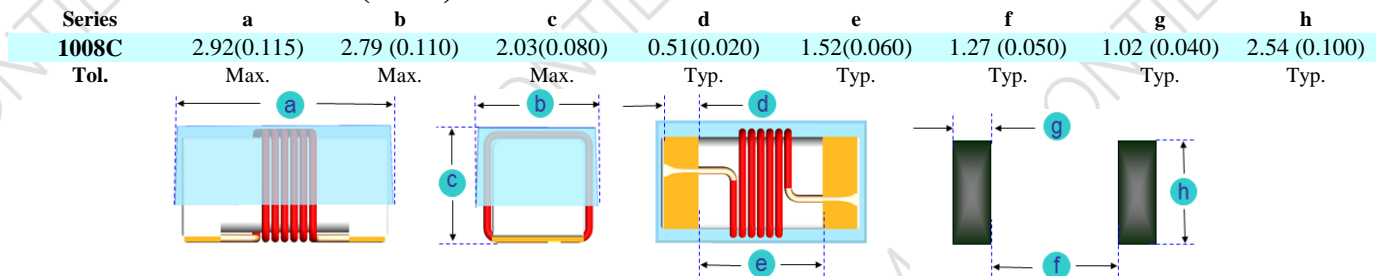 Series a b c d e f g h
1008C 2.92(0.115) 2.79 (0.110) 2.03(0.080) 0.51(0.020) 1.52(0.060) 1.27 (0.050) 1.02 (0.040) 2.54 (0.100)
Tol. Max. Max. Max. Typ. Typ. Typ. Typ. Typ.
a b d
g
c h
e f